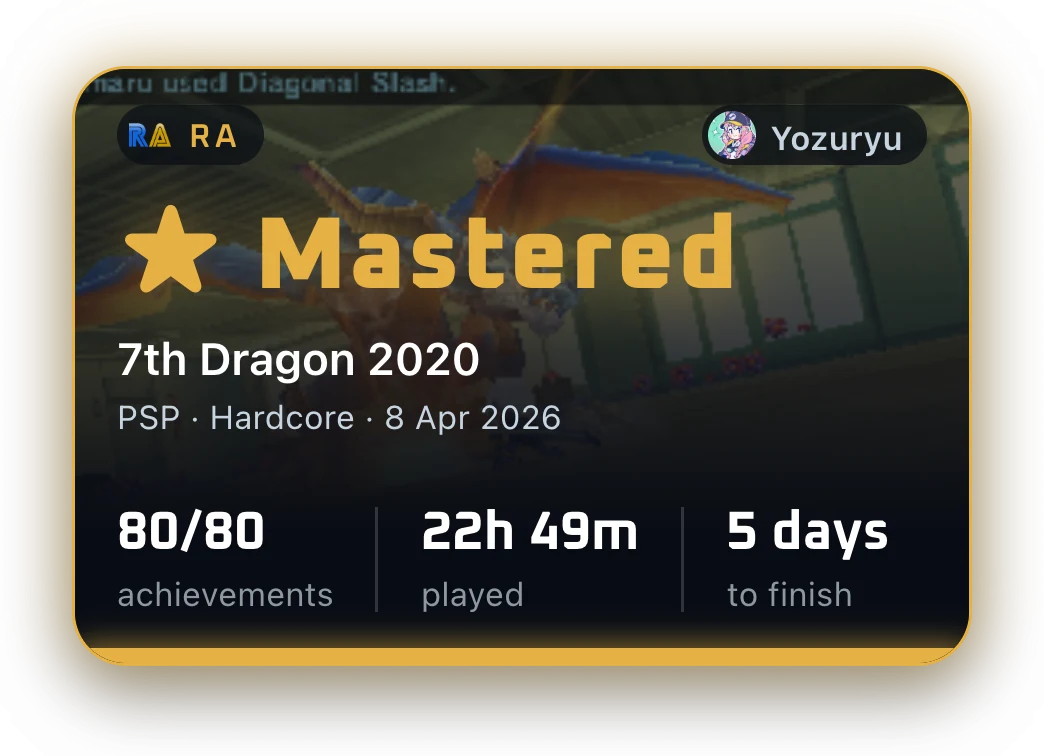 maru used Diagonal Slash.
RA RA
Yozuryu
Mastered
7th Dragon 2020
PSP · Hardcore · 8 Apr 2026
80/80
22h 49m
5 days
achievements
played
to finish